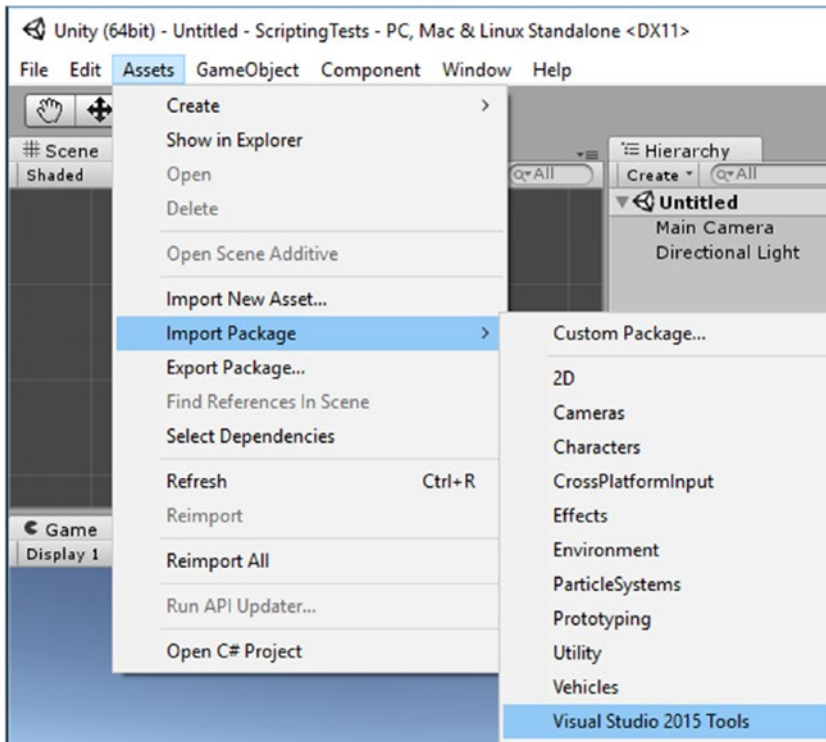 Unity (64bit) - Untitled - ScriptingTests - PC, Mac & Linux Standalone <DX11>
File Edit Assets GameObject Component Window Help
Scene
Shaded
All
Create
Show in Explorer
Open
Delete
Open Scene Additive
Import New Asset...
Import Package
Export Package...
Find References In Scene
Select Dependencies
Refresh Ctrl+R
Reimport
Reimport All
Run API Updater...
Open C# Project
Hierarchy
Create All
Untitled
Main Camera
Directional Light
Custom Package...
2D
Cameras
Characters
CrossPlatformInput
Effects
Environment
ParticleSystems
Prototyping
Utility
Vehicles
Visual Studio 2015 Tools
Game
Display 1